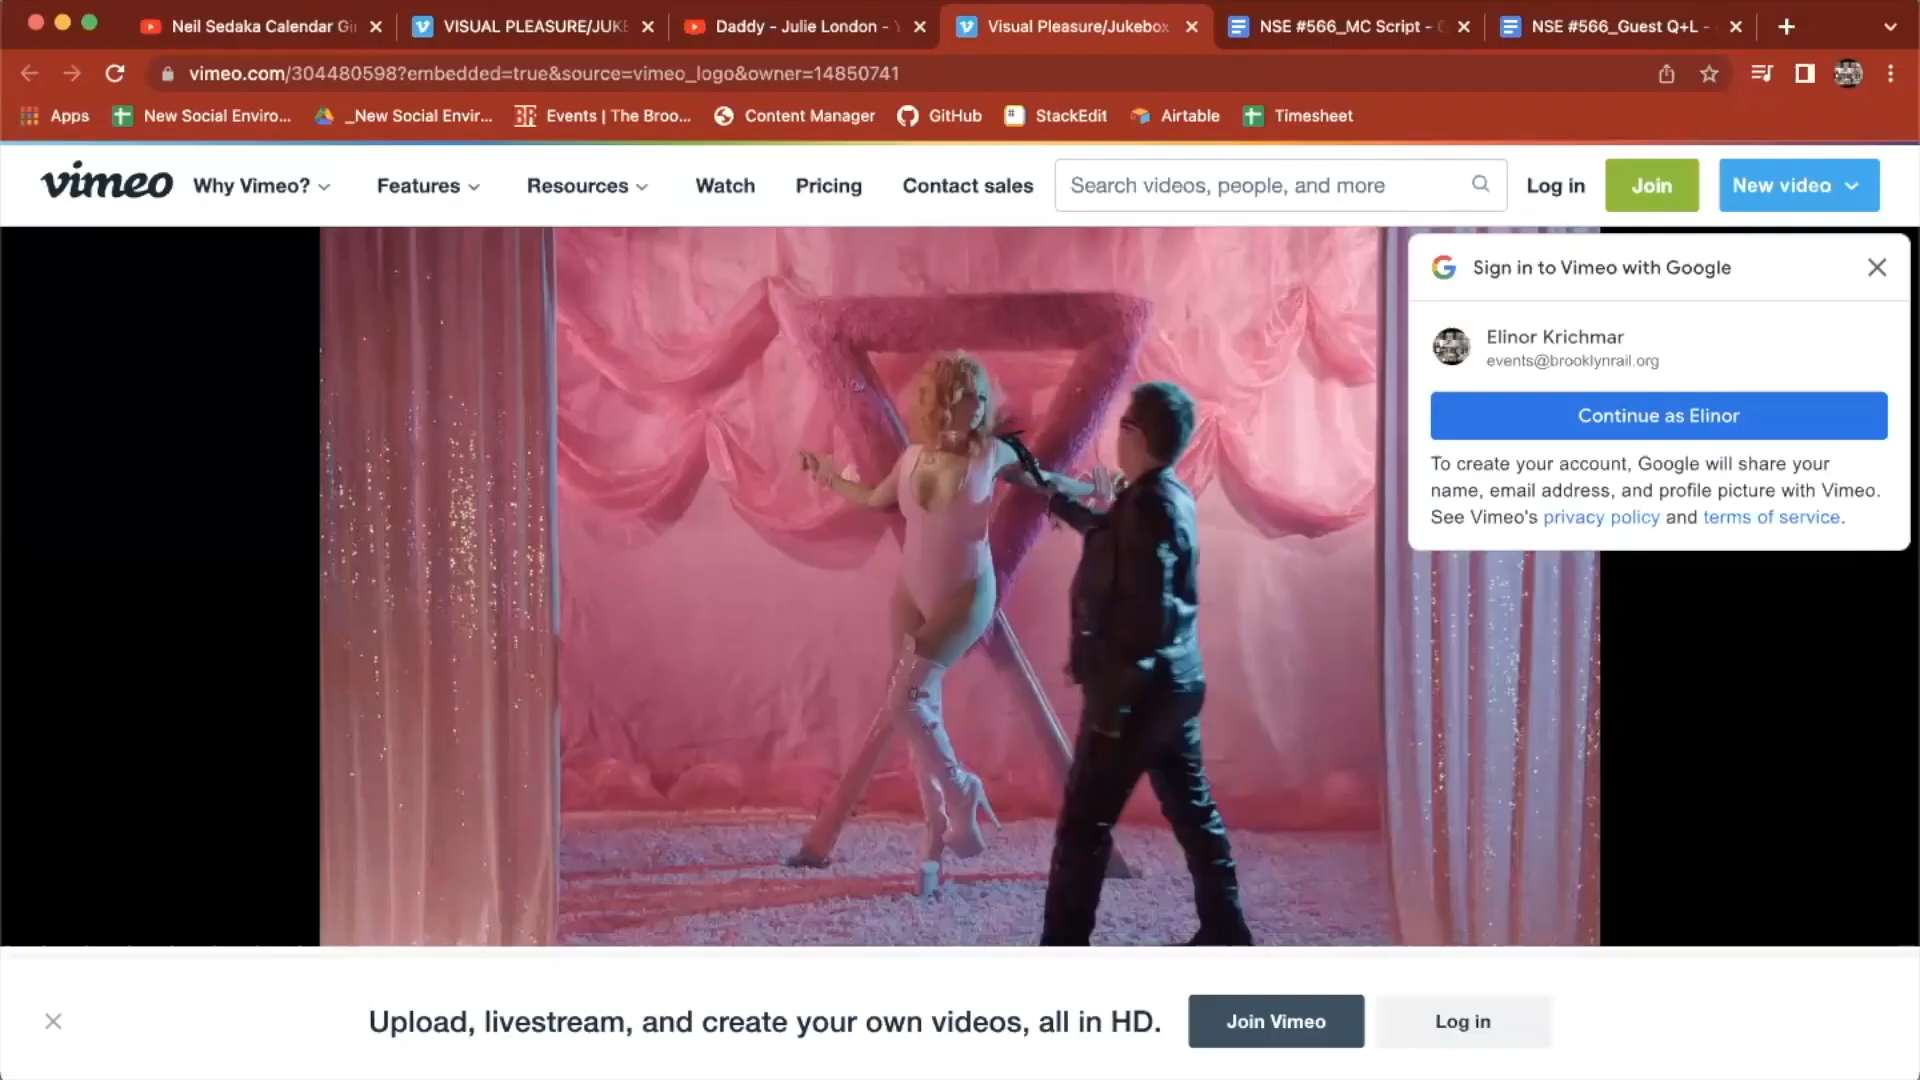 Neil Sedaka Calendar Gi
VISUAL PLEASURE/JUKE
Daddy - Julie London -
Visual Pleasure/Jukebox
NSE #566_MC Script -
NSE #566_Guest Q+L -
vimeo.com/304480598?embedded=true&source=vimeo_logo&owner=14850741
Apps
New Social Enviro...
_New Social Envir...
BR
Events | The Broo...
Content Manager
GitHub
StackEdit
Airtable
Timesheet
vimeo
Why Vimeo?
Features
Resources
Watch
Pricing
Contact sales
Search videos, people, and more
Log in
Join
New video
Sign in to Vimeo with Google
Elinor Krichmar
events@brooklynrail.org
Continue as Elinor
To create your account, Google will share your
name, email address, and profile picture with Vimeo.
See Vimeo's privacy policy and terms of service.
Upload, livestream, and create your own videos, all in HD.
Join Vimeo
Log in